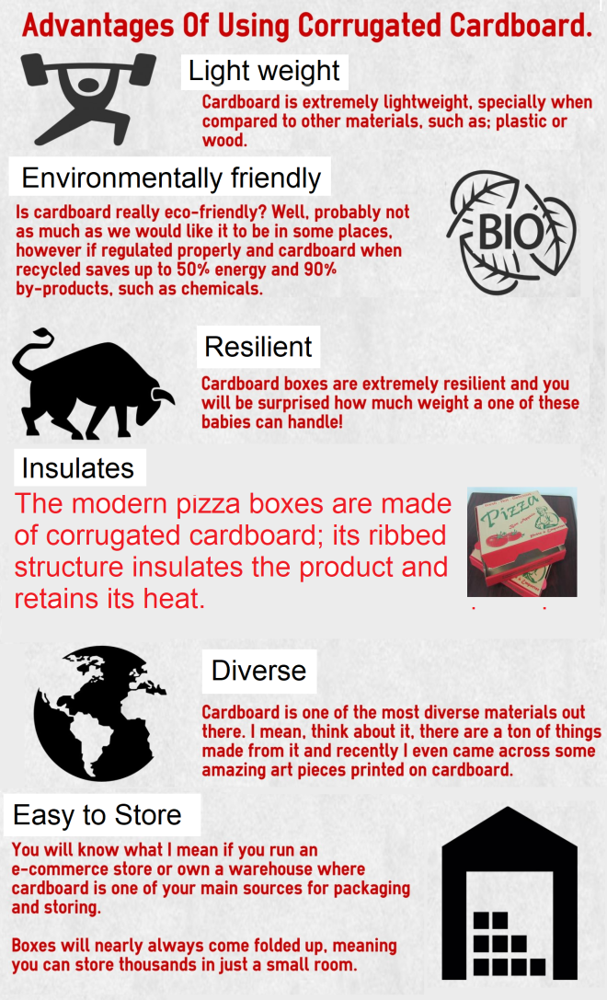 Advantages Of Using Corrugated Cardboard.
Light weight
Cardboard is extremely lightweight, specially when
compared to other materials, such as; plastic or
wood.
Environmentally friendly
Is cardboard really eco-friendly? Well, probably not
as much as we would like it to be in some places,
however if regulated properly and cardboard when
recycled saves up to 50% energy and 90%
by-products, such as chemicals.
BIO
Resilient
Cardboard boxes are extremely resilient and you
will be surprised how much weight a one of these
babies can handle!
Insulates
The modern pizza boxes are made
of corrugated cardboard; its ribbed
structure insulates the product and
retains its heat.
Pizza
Diverse
Cardboard is one of the most diverse materials out
there. I mean, think about it, there are a ton of things
made from it and recently I even came across some
amazing art pieces printed on cardboard.
Easy to Store
You will know what I mean if you run an
e-commerce store or own a warehouse where
cardboard is one of your main sources for packaging
and storing.
Boxes will nearly always come folded up, meaning
you can store thousands in just a small room.